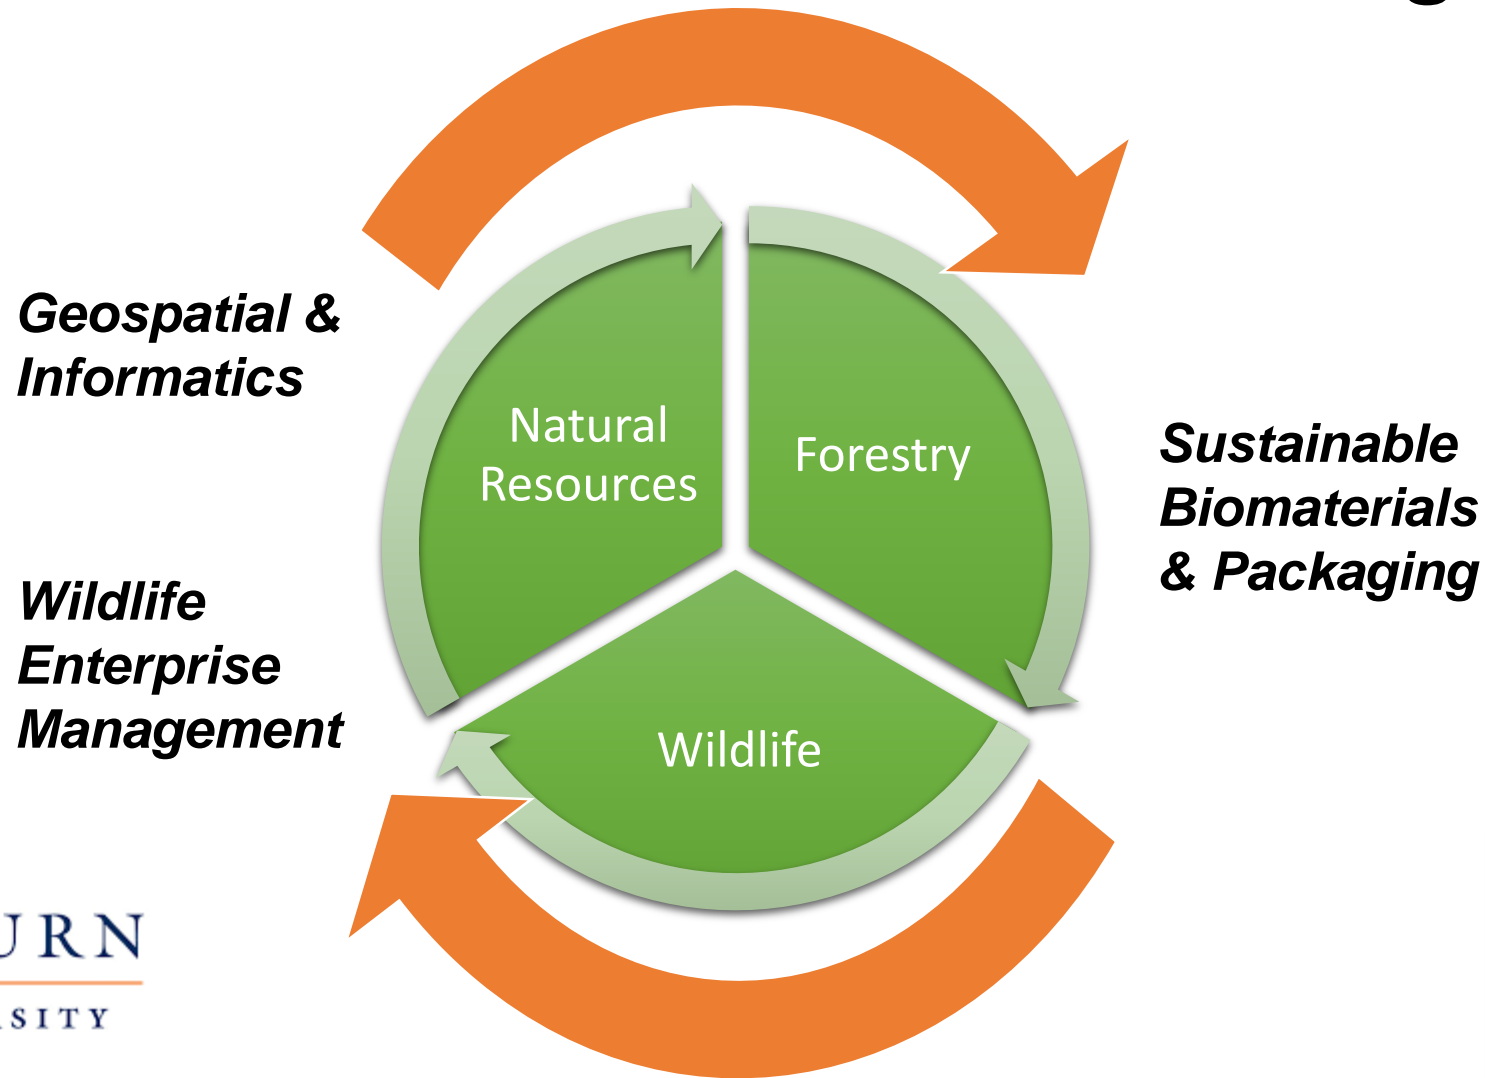 Geospatial &
Informatics
Natural
Resources
Forestry
Sustainable
Biomaterials
& Packaging
Wildlife
Enterprise
Management
Wildlife